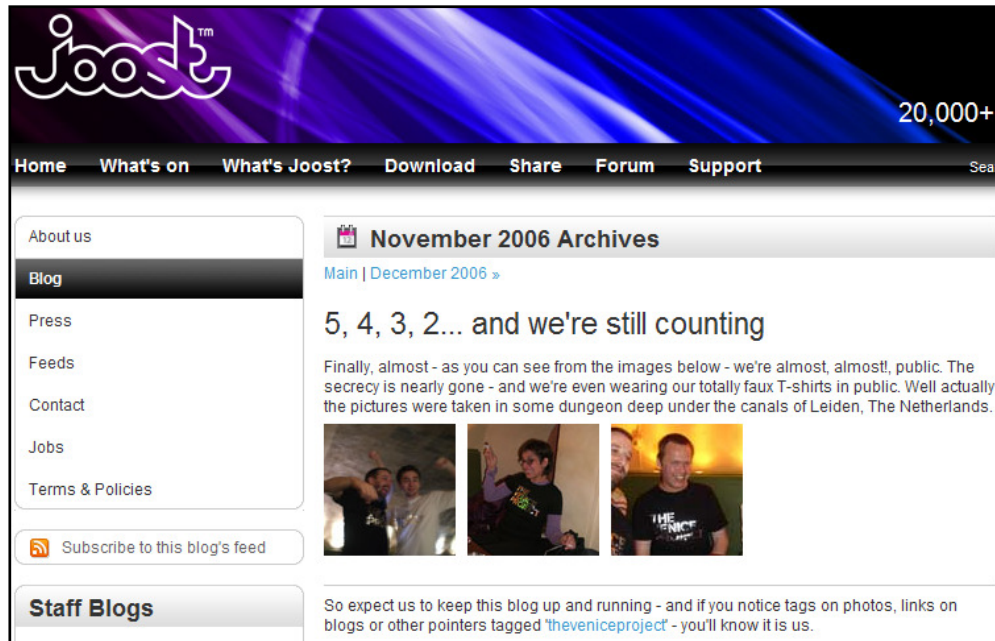 joost™
20,000+
Home What's on What's Joost? Download Share Forum Support Sea
About us
Blog
Press
Feeds
Contact
Jobs
Terms & Policies
Subscribe to this blog's feed
Staff Blogs
November 2006 Archives
Main | December 2006 »
5, 4, 3, 2... and we're still counting
Finally, almost - as you can see from the images below - we're almost, almost!, public. The
secrecy is nearly gone - and we're even wearing our totally faux T-shirts in public. Well actually
the pictures were taken in some dungeon deep under the canals of Leiden, The Netherlands.
THE
VENICE
So expect us to keep this blog up and running - and if you notice tags on photos, links on
blogs or other pointers tagged 'theveniceproject' - you'll know it is us.